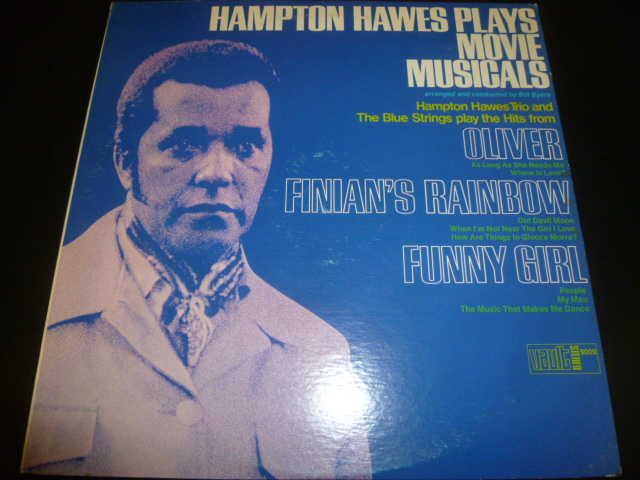 HAMPTON HAWES PLAYS
MOVIE
MUSICALS
arranged and conducted by Bill Byers
Hampton Hawes Trio and
The Blue Strings play the Hits from
OLIVER
As Long As She Needs Me
Where Is Love?
FINIAN'S RAINBOW
Old Devil Moon
When I'm Not Near The Girl I Love
How Are Things In Glocca Morra?
FUNNY GIRL
People
My Man
The Music That Makes Me Dance
vault
STEREO
9009